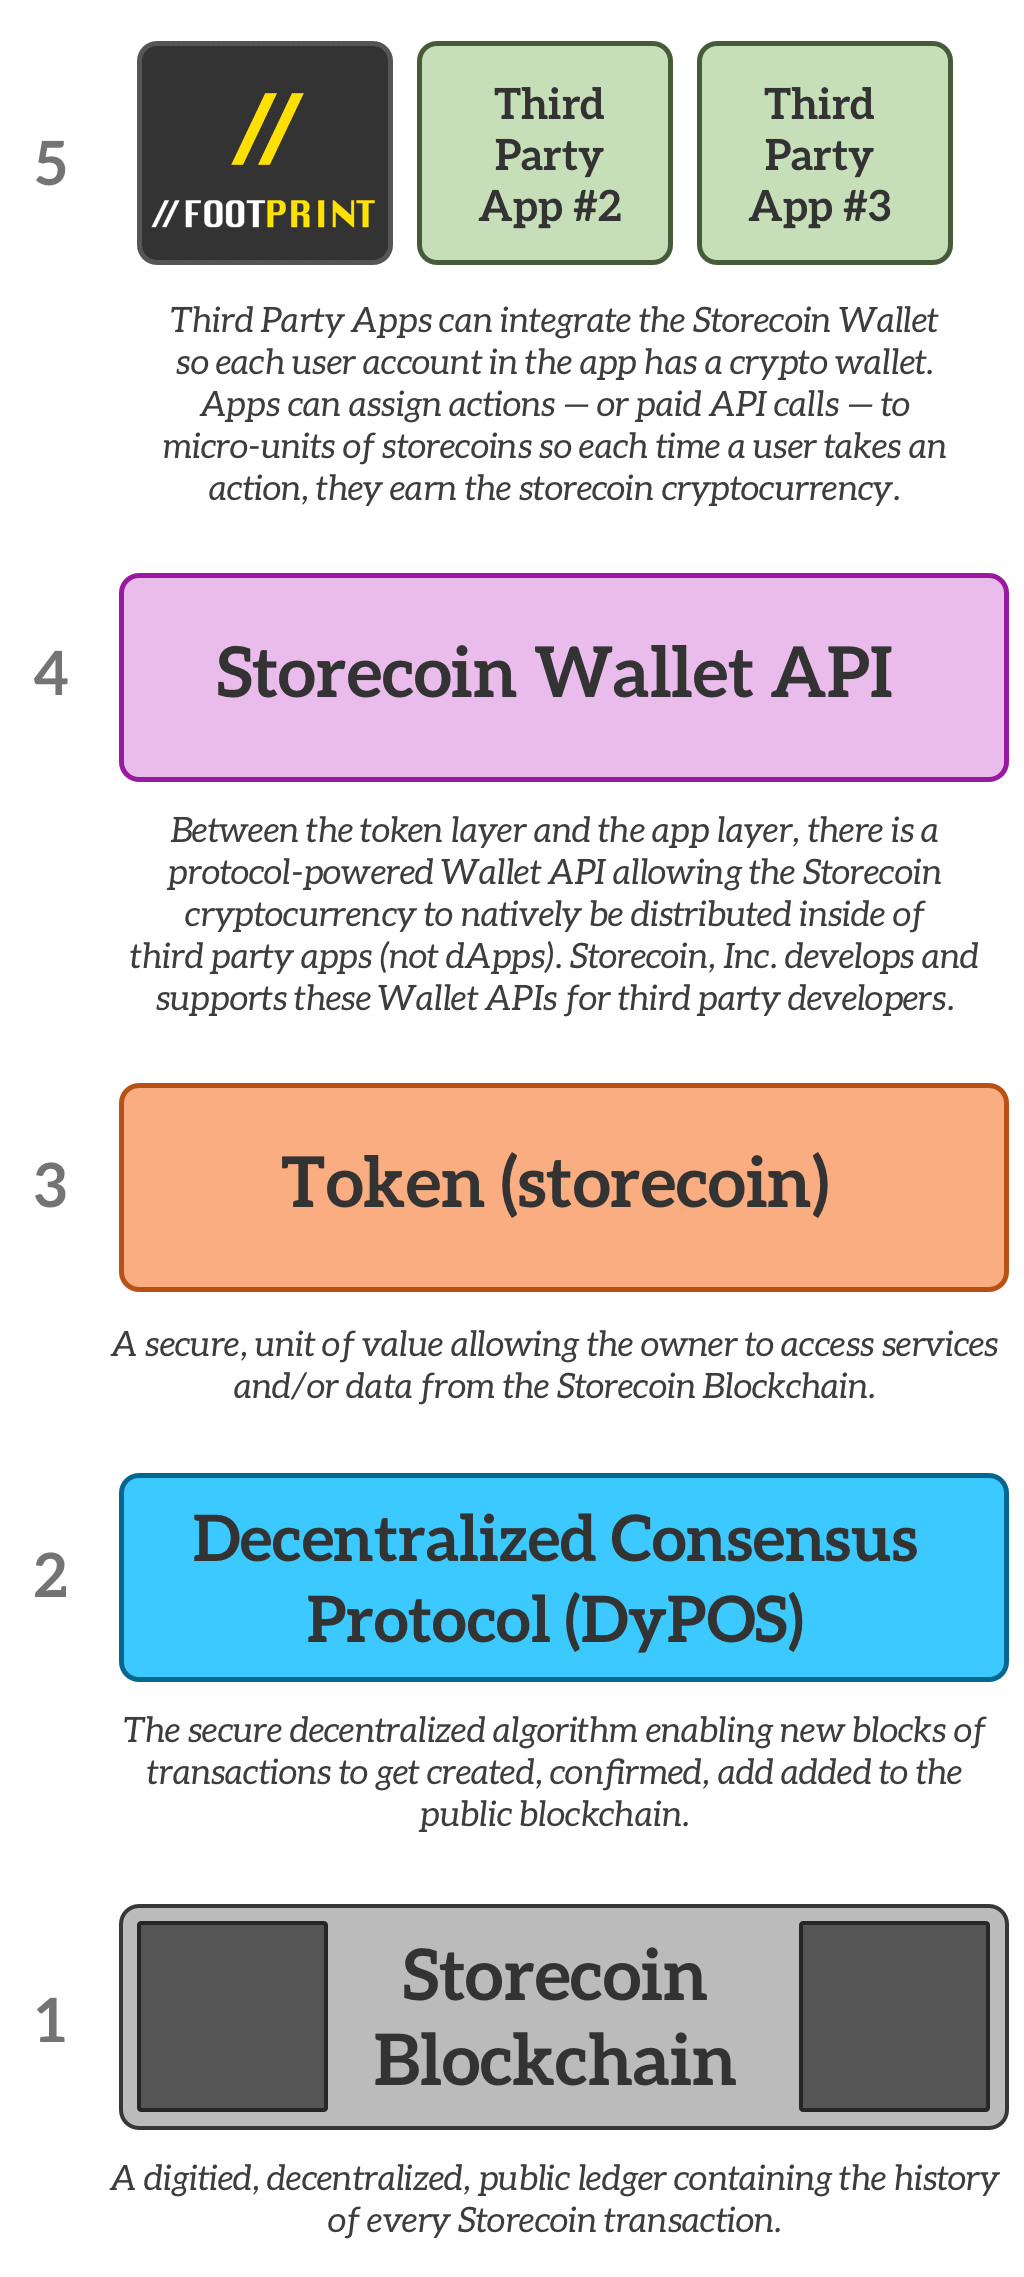 5
//
//FOOTPRINT
Third
Party
App #2
Third
Party
App #3
Third Party Apps can integrate the Storecoin Wallet
so each user account in the app has a crypto wallet.
Apps can assign actions — or paid API calls — to
micro-units of storecoins so each time a user takes an
action, they earn the storecoin cryptocurrency.
4
Storecoin Wallet API
Between the token layer and the app layer, there is a
protocol-powered Wallet API allowing the Storecoin
cryptocurrency to natively be distributed inside of
third party apps (not dApps). Storecoin, Inc. develops and
supports these Wallet APIs for third party developers.
3
Token (storecoin)
A secure, unit of value allowing the owner to access services
and/or data from the Storecoin Blockchain.
2
Decentralized Consensus
Protocol (DyPOS)
The secure decentralized algorithm enabling new blocks of
transactions to get created, confirmed, add added to the
public blockchain.
1
Storecoin
Blockchain
A digitied, decentralized, public ledger containing the history
of every Storecoin transaction.